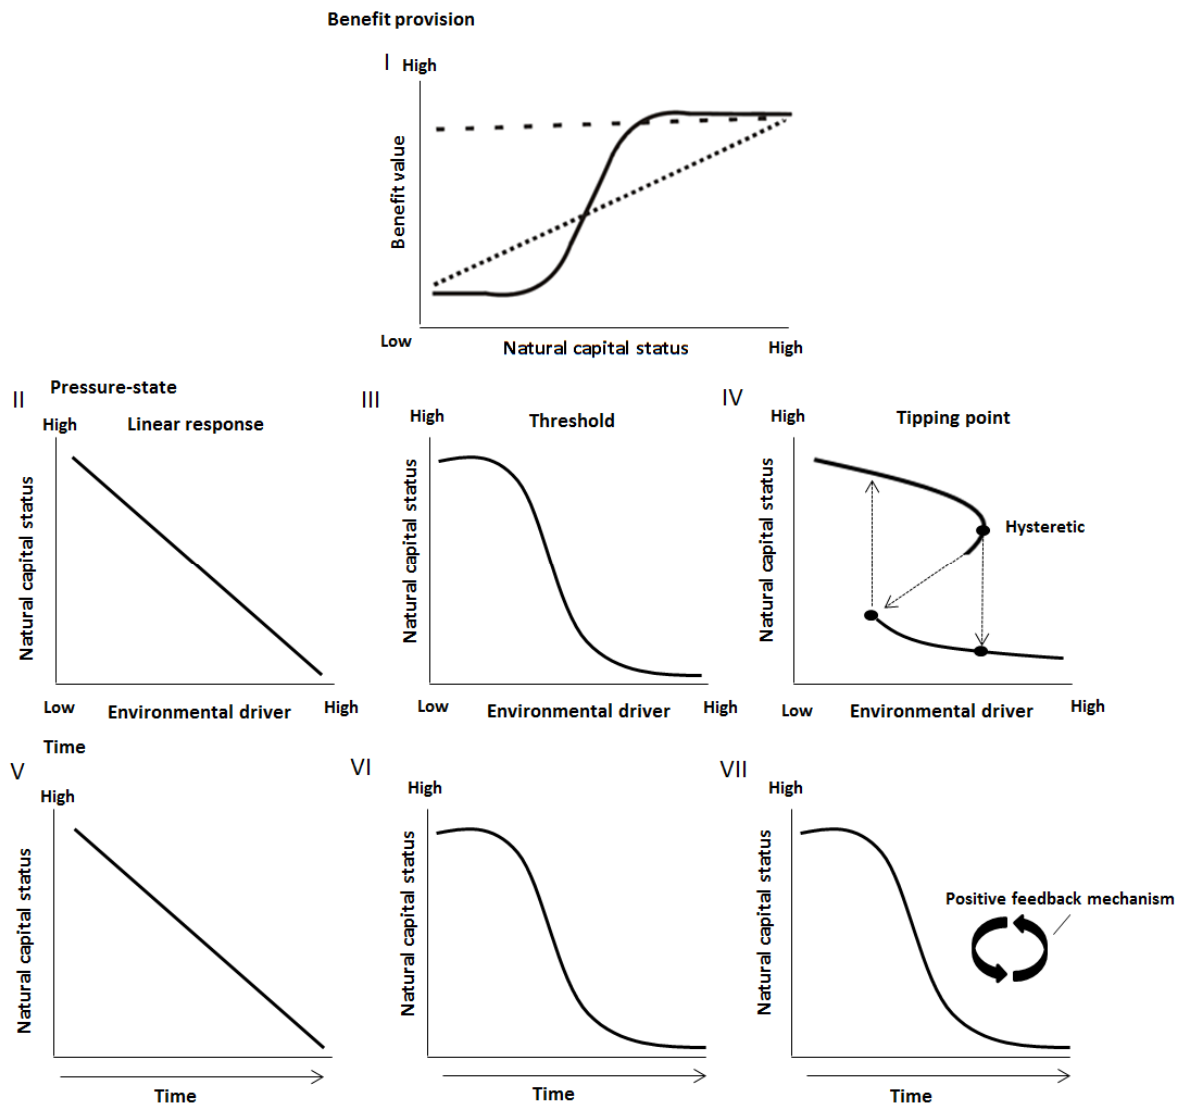 Benefit provision
I
High
Benefit value
Low
Natural capital status
High
Pressure-state
II
High
Linear response
Natural capital status
Low
Environmental driver
High
III
High
Threshold
Natural capital status
Low
Environmental driver
High
IV
High
Tipping point
Natural capital status
Hysteretic
Low
Environmental driver
High
Time
V
High
Natural capital status
Time
VI
High
Natural capital status
Time
VII
High
Natural capital status
Positive feedback mechanism
Time